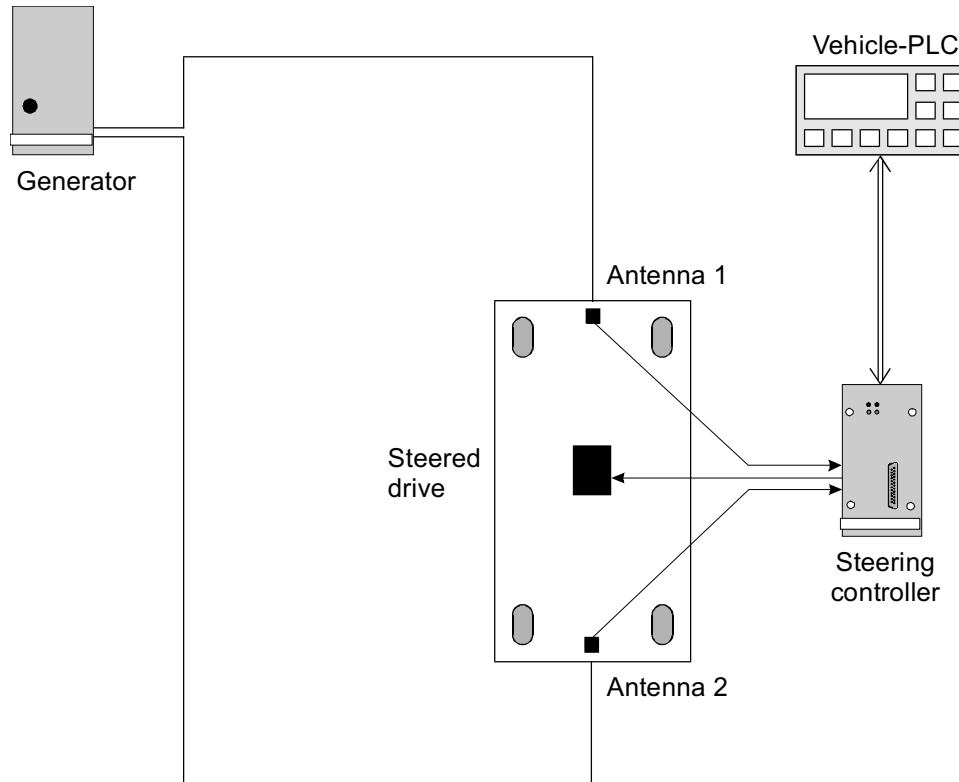 Vehicle-PLC
Generator
Antenna 1
Steered
drive
Steering
controller
Antenna 2